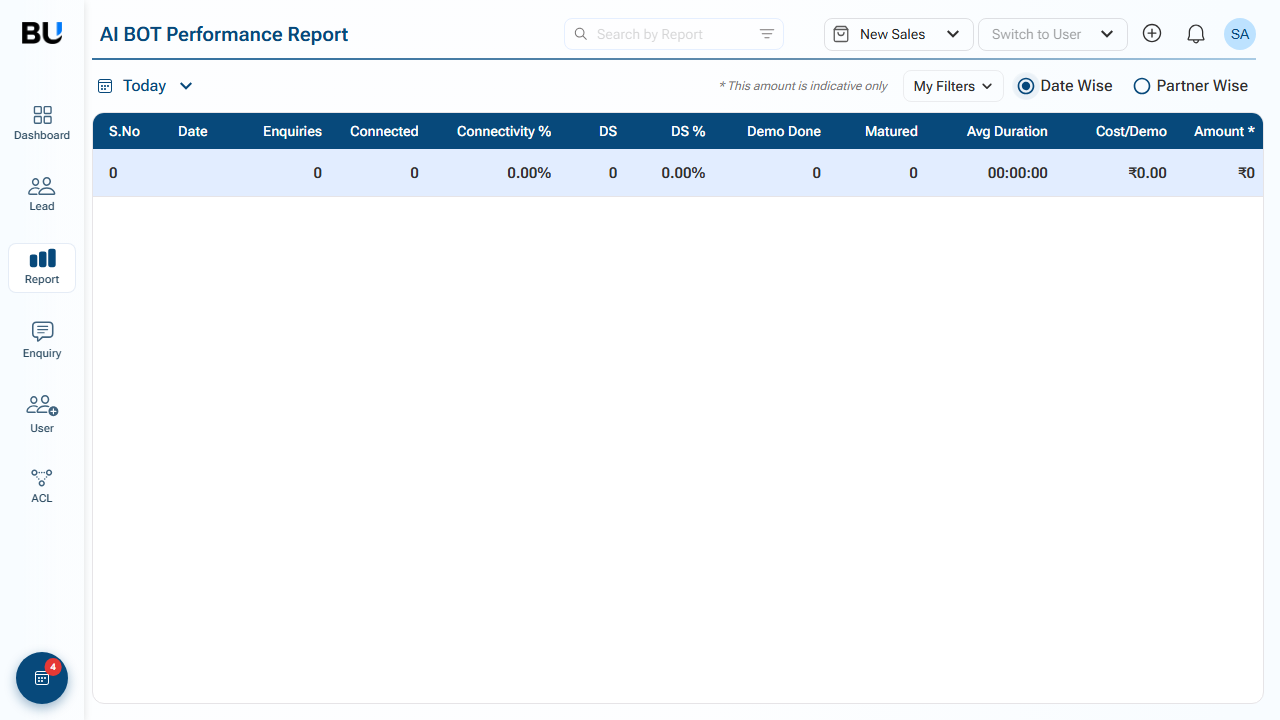 BU
AI BOT Performance Report
Search by Report
New Sales
Switch to User
SA
Today
* This amount is indicative only
My Filters
Date Wise
Partner Wise
Dashboard
Lead
Report
Enquiry
User
ACL
4
S.No Date Enquiries Connected Connectivity % DS DS % Demo Done Matured Avg Duration Cost/Demo Amount *
0 0 0 0.00% 0 0.00% 0 0 00:00:00 ₹0.00 ₹0